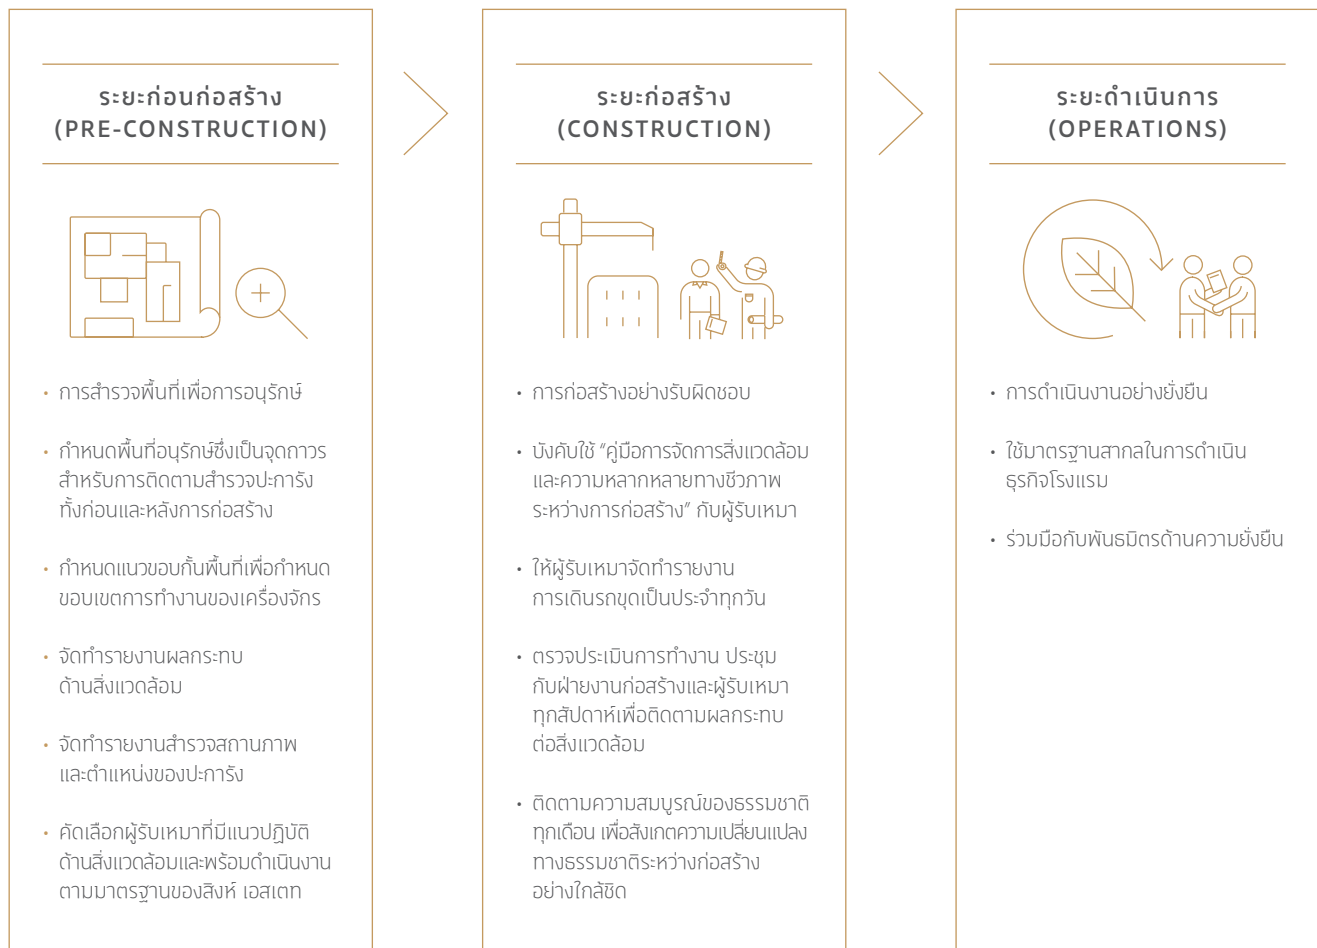 ระยะก่อนก่อสร้าง
(PRE-CONSTRUCTION)
• การสำรวจพื้นที่เพื่อการอนุรักษ์
• กำหนดพื้นที่อนุรักษ์ซึ่งเป็นจุดถาวร
สำหรับการติดตามสำรวจปะการัง
ทั้งก่อนและหลังการก่อสร้าง
• กำหนดแนวขอบกั้นพื้นที่เพื่อกำหนด
ขอบเขตการทำงานของเครื่องจักร
• จัดทำรายงานผลกระทบ
ด้านสิ่งแวดล้อม
• จัดทำรายงานสำรวจสถานภาพ
และตำแหน่งของปะการัง
• คัดเลือกผู้รับเหมาที่มีแนวปฏิบัติ
ด้านสิ่งแวดล้อมและพร้อมดำเนินงาน
ตามมาตรฐานของสิงห์ เอสเตท
ระยะก่อสร้าง
(CONSTRUCTION)
• การก่อสร้างอย่างรับผิดชอบ
• บังคับใช้ “คู่มือการจัดการสิ่งแวดล้อม
และความหลากหลายทางชีวภาพ
ระหว่างการก่อสร้าง” กับผู้รับเหมา
• ให้ผู้รับเหมาจัดทำรายงาน
การเดินรถขุดเป็นประจำทุกวัน
• ตรวจประเมินการทำงาน ประชุม
กับฝ่ายงานก่อสร้างและผู้รับเหมา
ทุกสัปดาห์เพื่อติดตามผลกระทบ
ต่อสิ่งแวดล้อม
• ติดตามความสมบูรณ์ของธรรมชาติ
ทุกเดือน เพื่อสังเกตความเปลี่ยนแปลง
ทางธรรมชาติระหว่างก่อสร้าง
อย่างใกล้ชิด
ระยะดำเนินการ
(OPERATIONS)
• การดำเนินงานอย่างยั่งยืน
• ใช้มาตรฐานสากลในการดำเนิน
ธุรกิจโรงแรม
• ร่วมมือกับพันธมิตรด้านความยั่งยืน